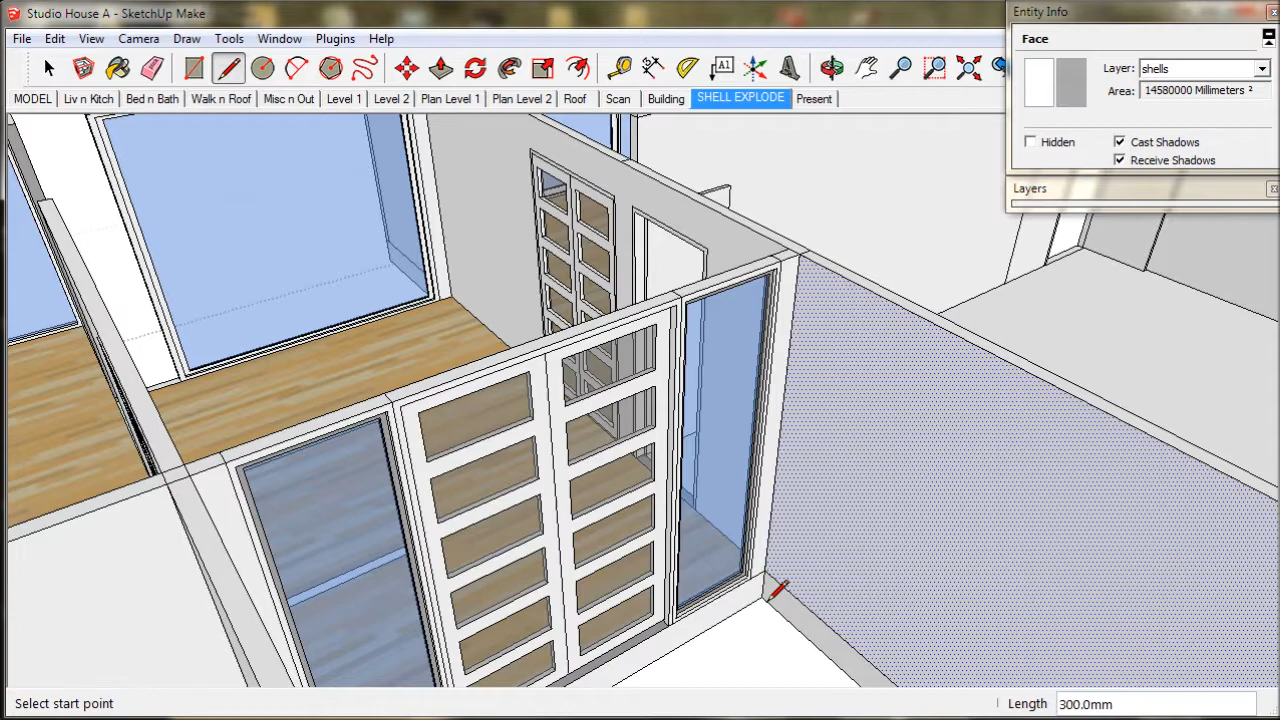 Studio House A - SketchUp Make
File Edit View Camera Draw Tools Window Plugins Help
A1
MODEL Liv n Kitch Bed n Bath Walk n Roof Misc n Out Level 1 Level 2 Plan Level 1 Plan Level 2 Roof Scan Building SHELL EXPLODE Present
Entity Info
Face
Layer: shells
Area: 14580000 Millimeters ²
Hidden Cast Shadows
Receive Shadows
Layers
Select start point
Length 300.0mm